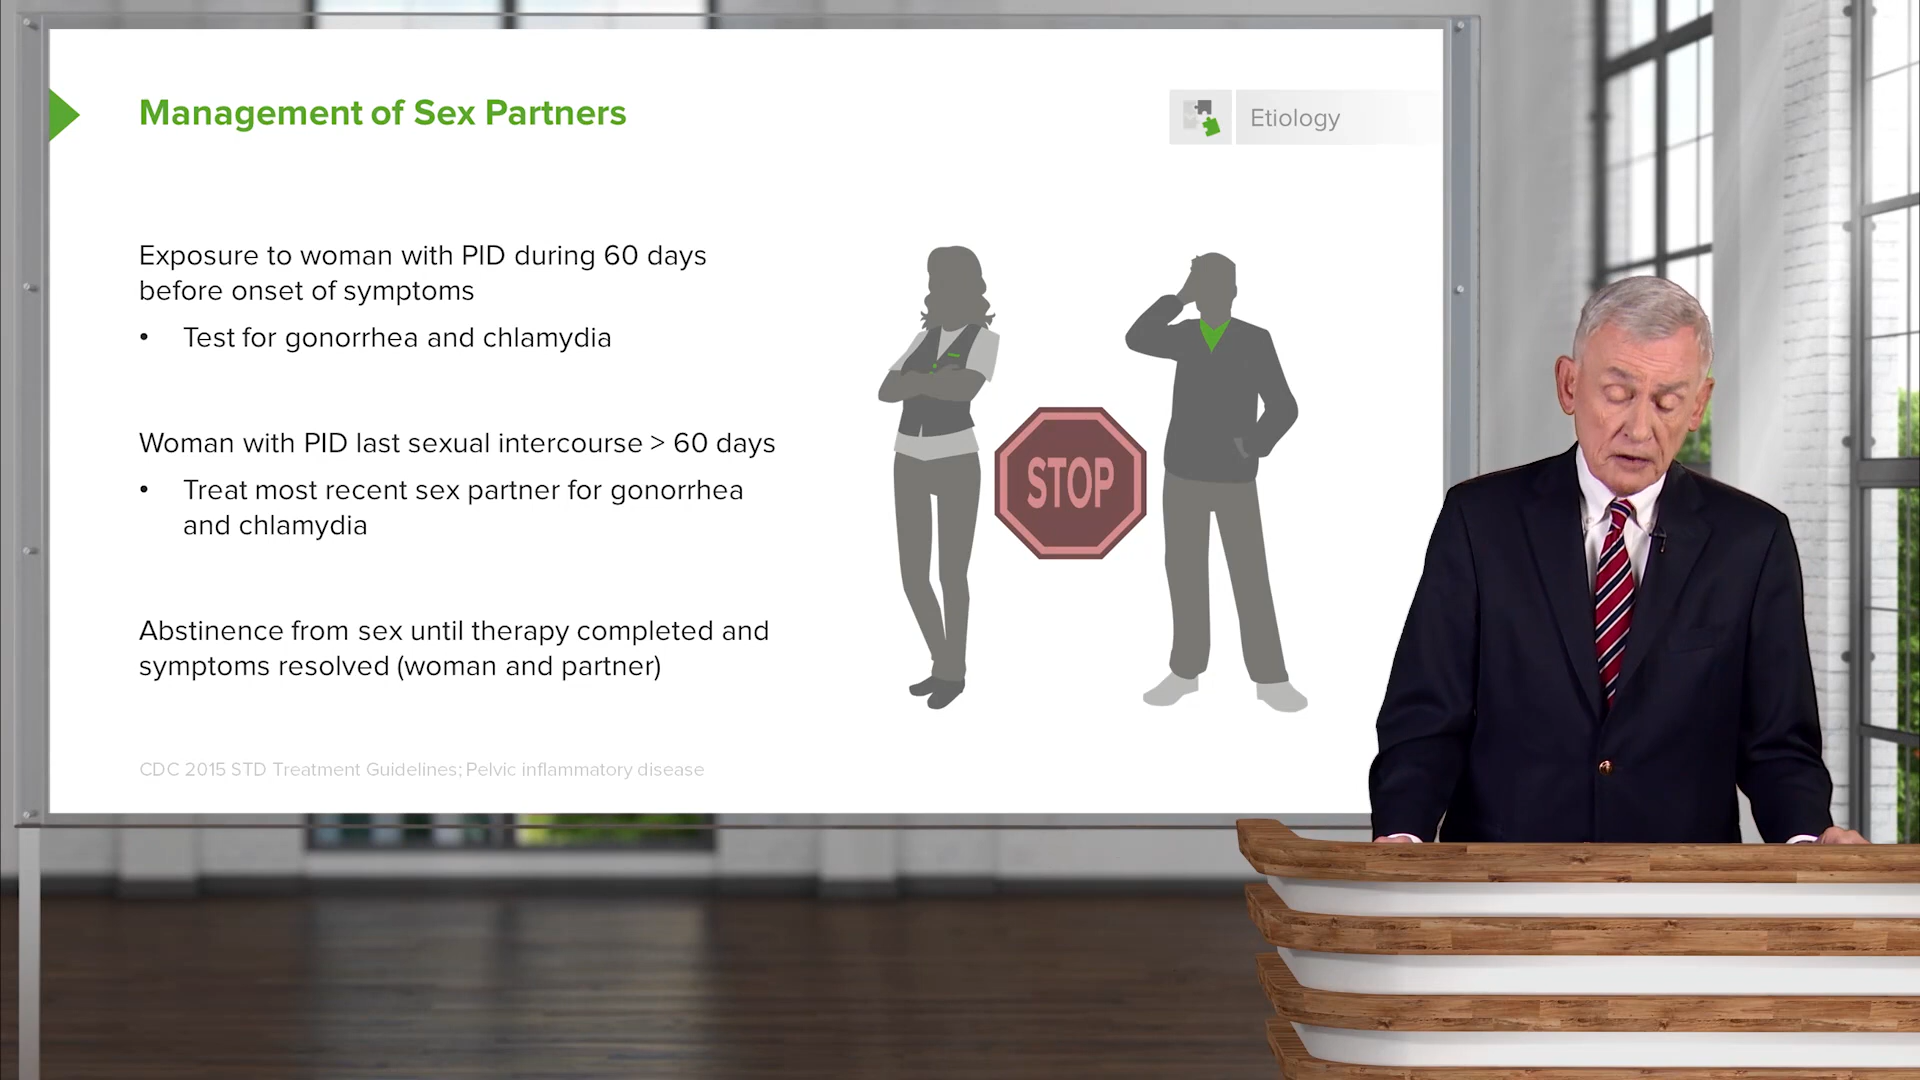 Management of Sex Partners
Etiology
Exposure to woman with PID during 60 days
before onset of symptoms
• Test for gonorrhea and chlamydia
Woman with PID last sexual intercourse > 60 days
• Treat most recent sex partner for gonorrhea
and chlamydia
STOP
Abstinence from sex until therapy completed and
symptoms resolved (woman and partner)
CDC 2015 STD Treatment Guidelines; Pelvic inflammatory disease